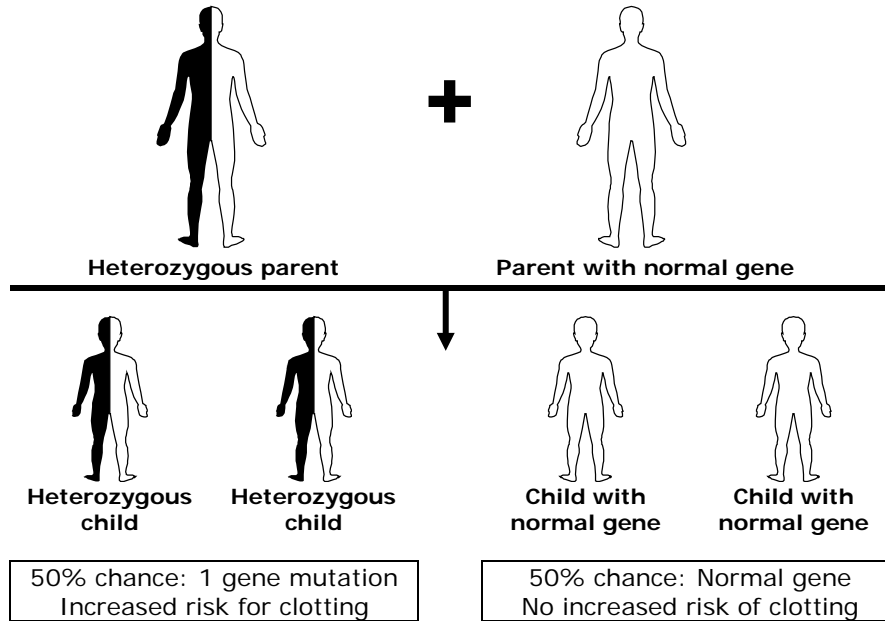 Heterozygous parent
Parent with normal gene
Heterozygous
child
Heterozygous
child
Child with
normal gene
Child with
normal gene
50% chance: 1 gene mutation
Increased risk for clotting
50% chance: Normal gene
No increased risk of clotting